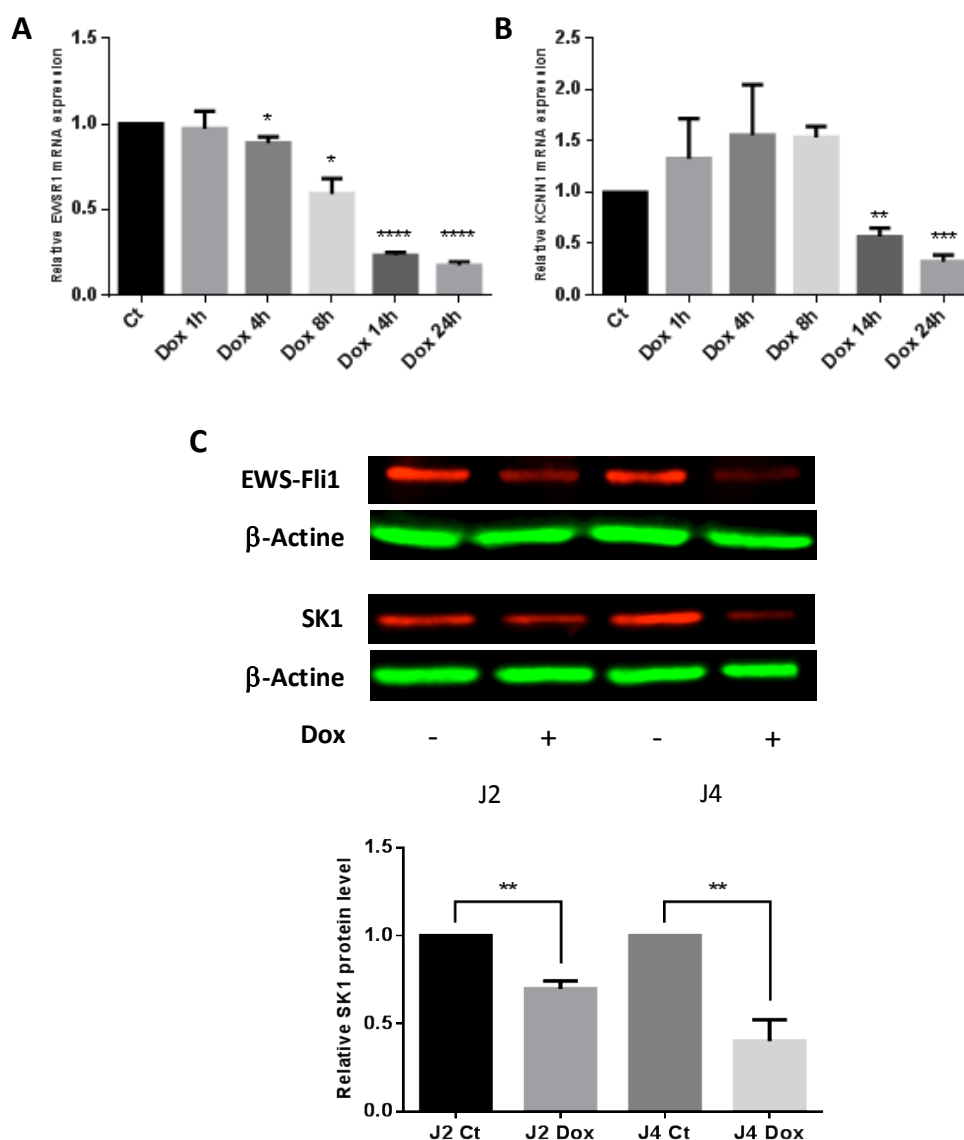 A
Relative EWSR1 mRNA expression
1.5
1.0
0.5
0.0
*
*
****
****
Ct
Dox 1h
Dox 4h
Dox 8h
Dox 14h
Dox 24h
B
Relative KCNN1 mRNA expression
2.5
2.0
1.5
1.0
0.5
0.0
**
***
Ct
Dox 1h
Dox 4h
Dox 8h
Dox 14h
Dox 24h
C
EWS-Fli1
β-Actine
SK1
β-Actine
Dox - + - +
J2 J4
Relative SK1 protein level
1.5
1.0
0.5
0.0
**
**
J2 Ct
J2 Dox
J4 Ct
J4 Dox